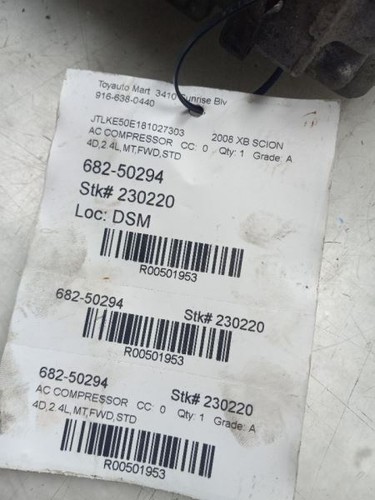 Toyauto Mart 3410 Sunrise Blv
916-638-0440
JTLKE50E181027303 2008 XB SCION
AC COMPRESSOR CC: 0 Qty: 1 Grade: A
4D,2.4L,MT,FWD,STD
682-50294
Stk# 230220
Loc: DSM
R00501953
682-50294 Stk# 230220
R00501953
682-50294 Stk# 230220
AC COMPRESSOR CC: 0 Qty: 1 Grade: A
4D,2.4L,MT,FWD,STD
R00501953